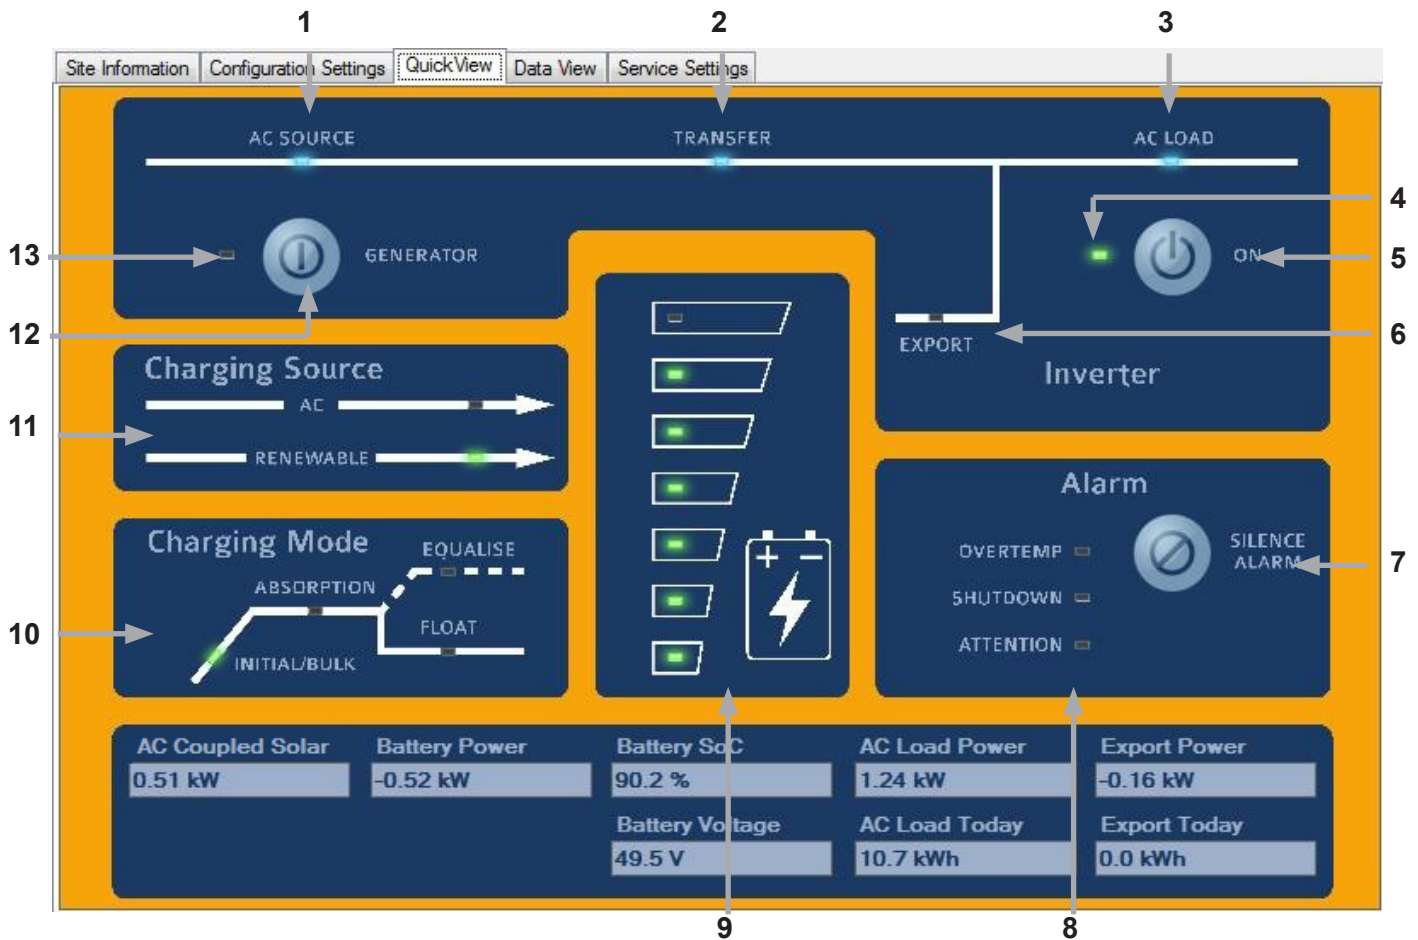 1 2 3
Site Information Configuration Settings QuickView Data View Service Settings
AC SOURCE TRANSFER AC LOAD
4
13 GENERATOR ON 5
12 6
EXPORT
Charging Source Inverter
AC
11
RENEWABLE
Alarm
Charging Mode EQUALISE
OVERTEMP SILENCE
ALARM 7
ABSORPTION
SHUTDOWN
10 FLOAT
INITIAL/BULK ATTENTION
+ −
AC Coupled Solar Battery Power Battery SoC AC Load Power Export Power
0.51 kW -0.52 kW 90.2 % 1.24 kW -0.16 kW
Battery Voltage AC Load Today Export Today
49.5 V 10.7 kWh 0.0 kWh
9 8